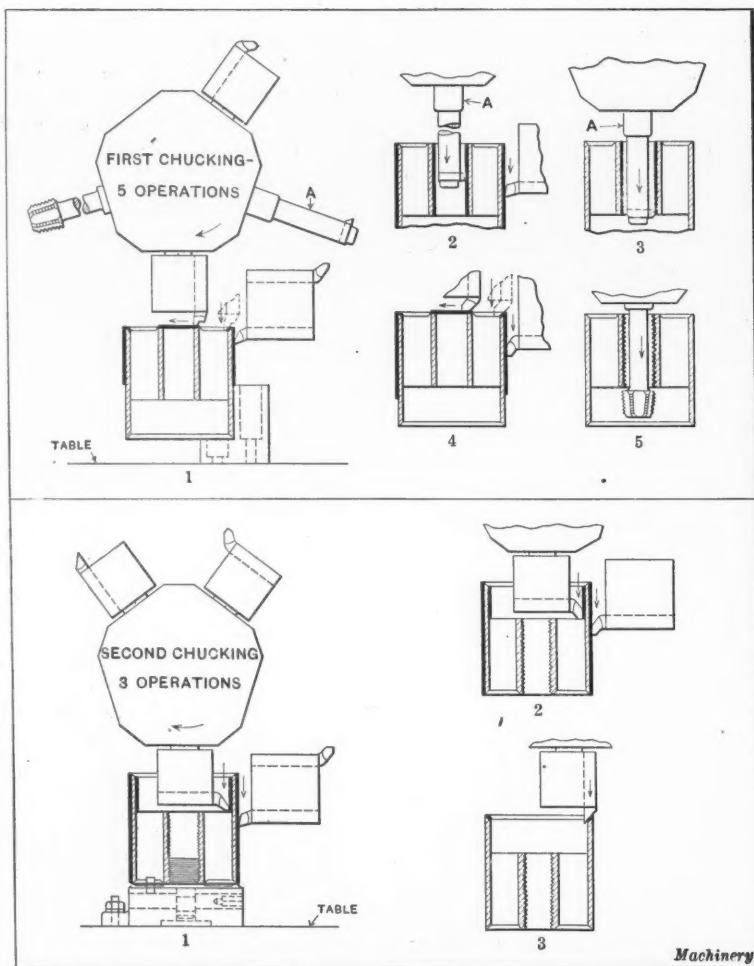 FIRST CHUCKING-
5 OPERATIONS
A
TABLE
1
A
2
A
3
4
5
SECOND CHUCKING
3 OPERATIONS
TABLE
1
2
3
Machinery